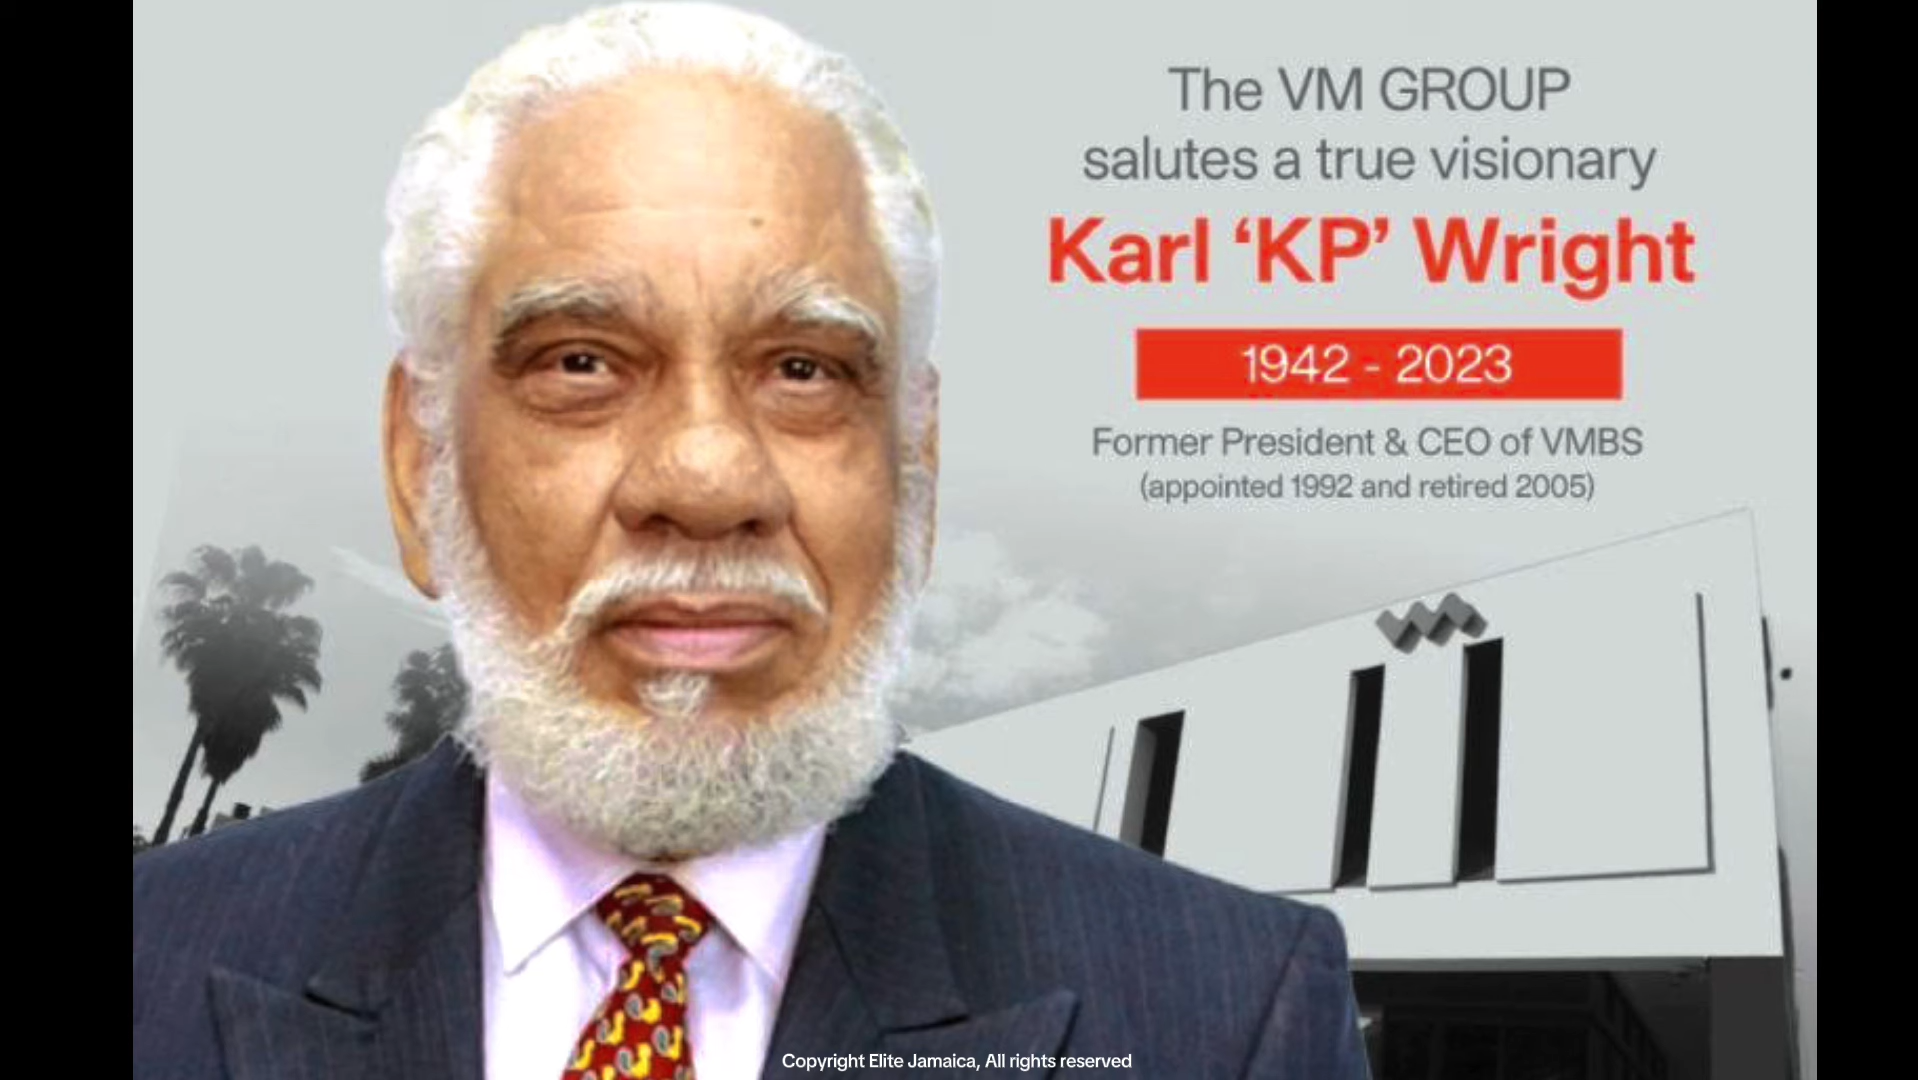 The VM GROUP
salutes a true visionary
Karl ‘KP’ Wright
1942 - 2023
Former President & CEO of VMBS
(appointed 1992 and retired 2005)
Copyright Elite Jamaica, All rights reserved